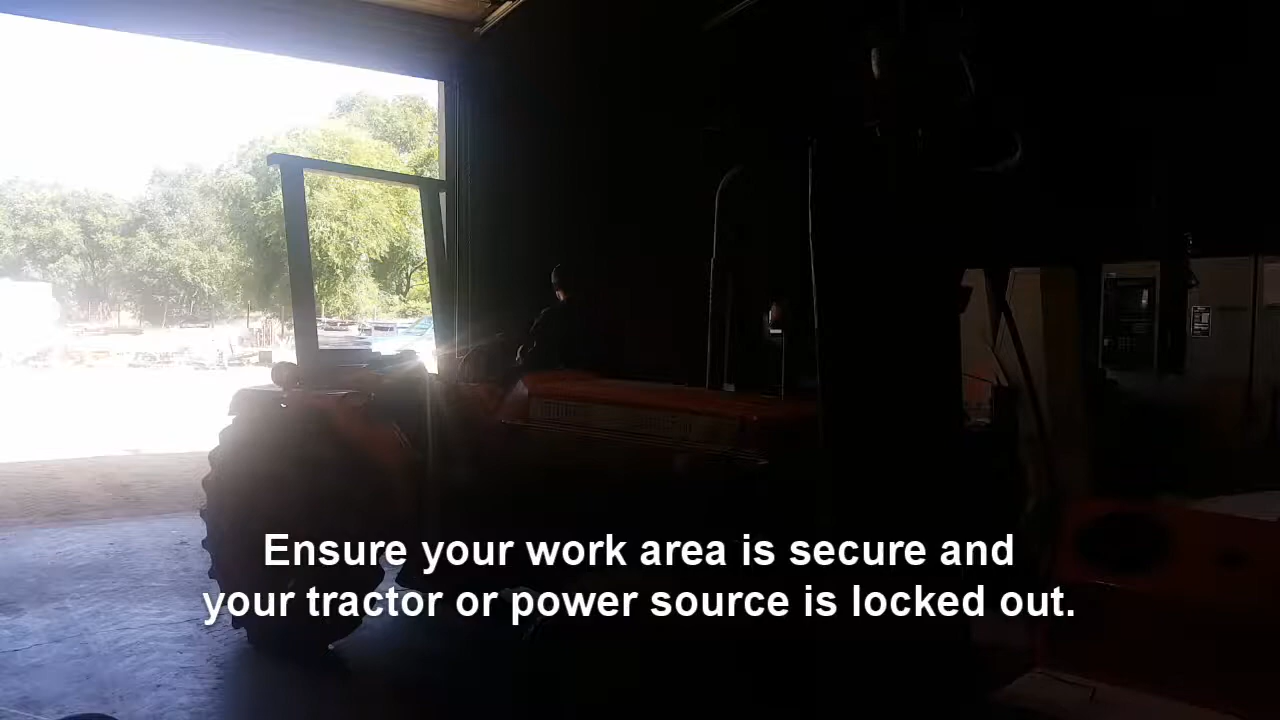 Ensure your work area is secure and
your tractor or power source is locked out.